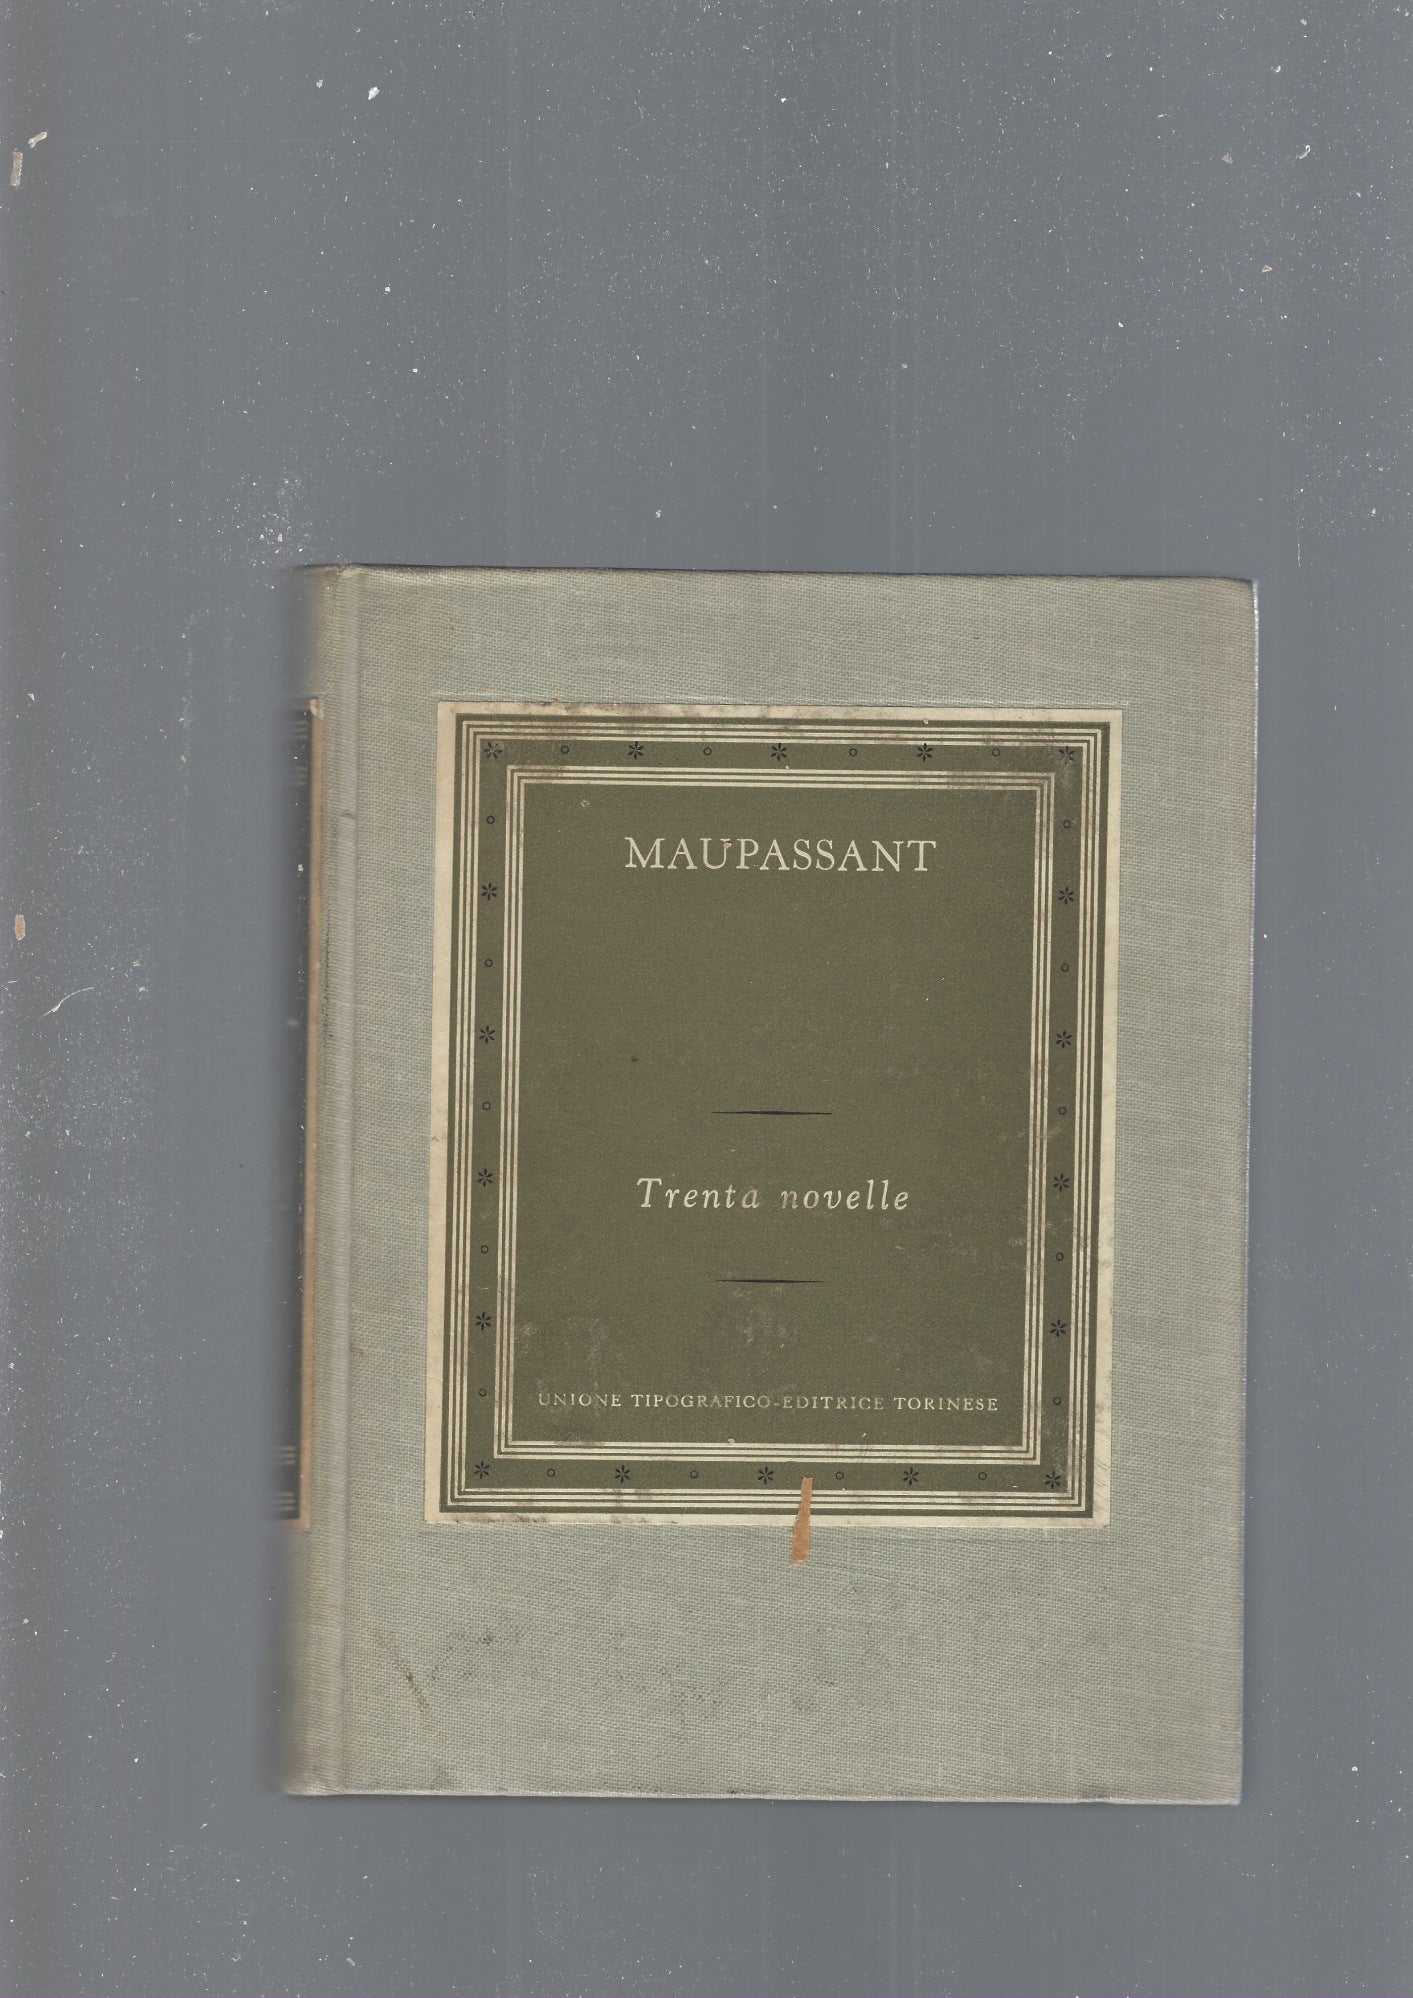 MAUPASSANT
Trenta novelle
UNIONE TIPOGRAFICO-EDITRICE TORINESE